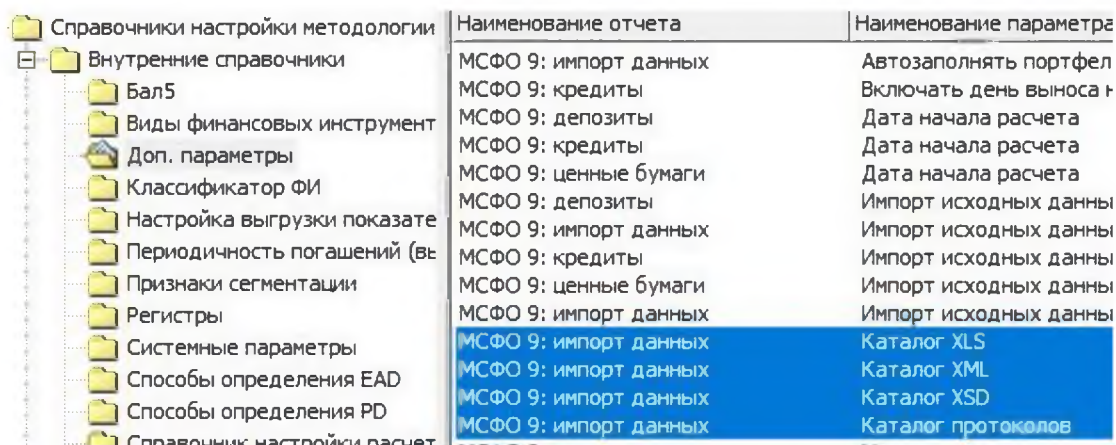 Справочники настройки методологии
Внутренние справочники
Бал5
Виды финансовых инструмент
Доп. параметры
Классификатор ФИ
Настройка выгрузки показате
Периодичность погашений (вы
Признаки сегментации
Регистры
Системные параметры
Способы определения EAD
Способы определения PD
Справочник настройки расчет
Наименование отчета Наименование параметра
МСФО 9: импорт данных Автозаполнять портфел
МСФО 9: кредиты Включать день выноса н
МСФО 9: депозиты Дата начала расчета
МСФО 9: кредиты Дата начала расчета
МСФО 9: ценные бумаги Дата начала расчета
МСФО 9: депозиты Импорт исходных данны
МСФО 9: импорт данных Импорт исходных данны
МСФО 9: кредиты Импорт исходных данны
МСФО 9: ценные бумаги Импорт исходных данны
МСФО 9: импорт данных Импорт исходных данны
МСФО 9: импорт данных Каталог XLS
МСФО 9: импорт данных Каталог XML
МСФО 9: импорт данных Каталог XSD
МСФО 9: импорт данных Каталог протоколов